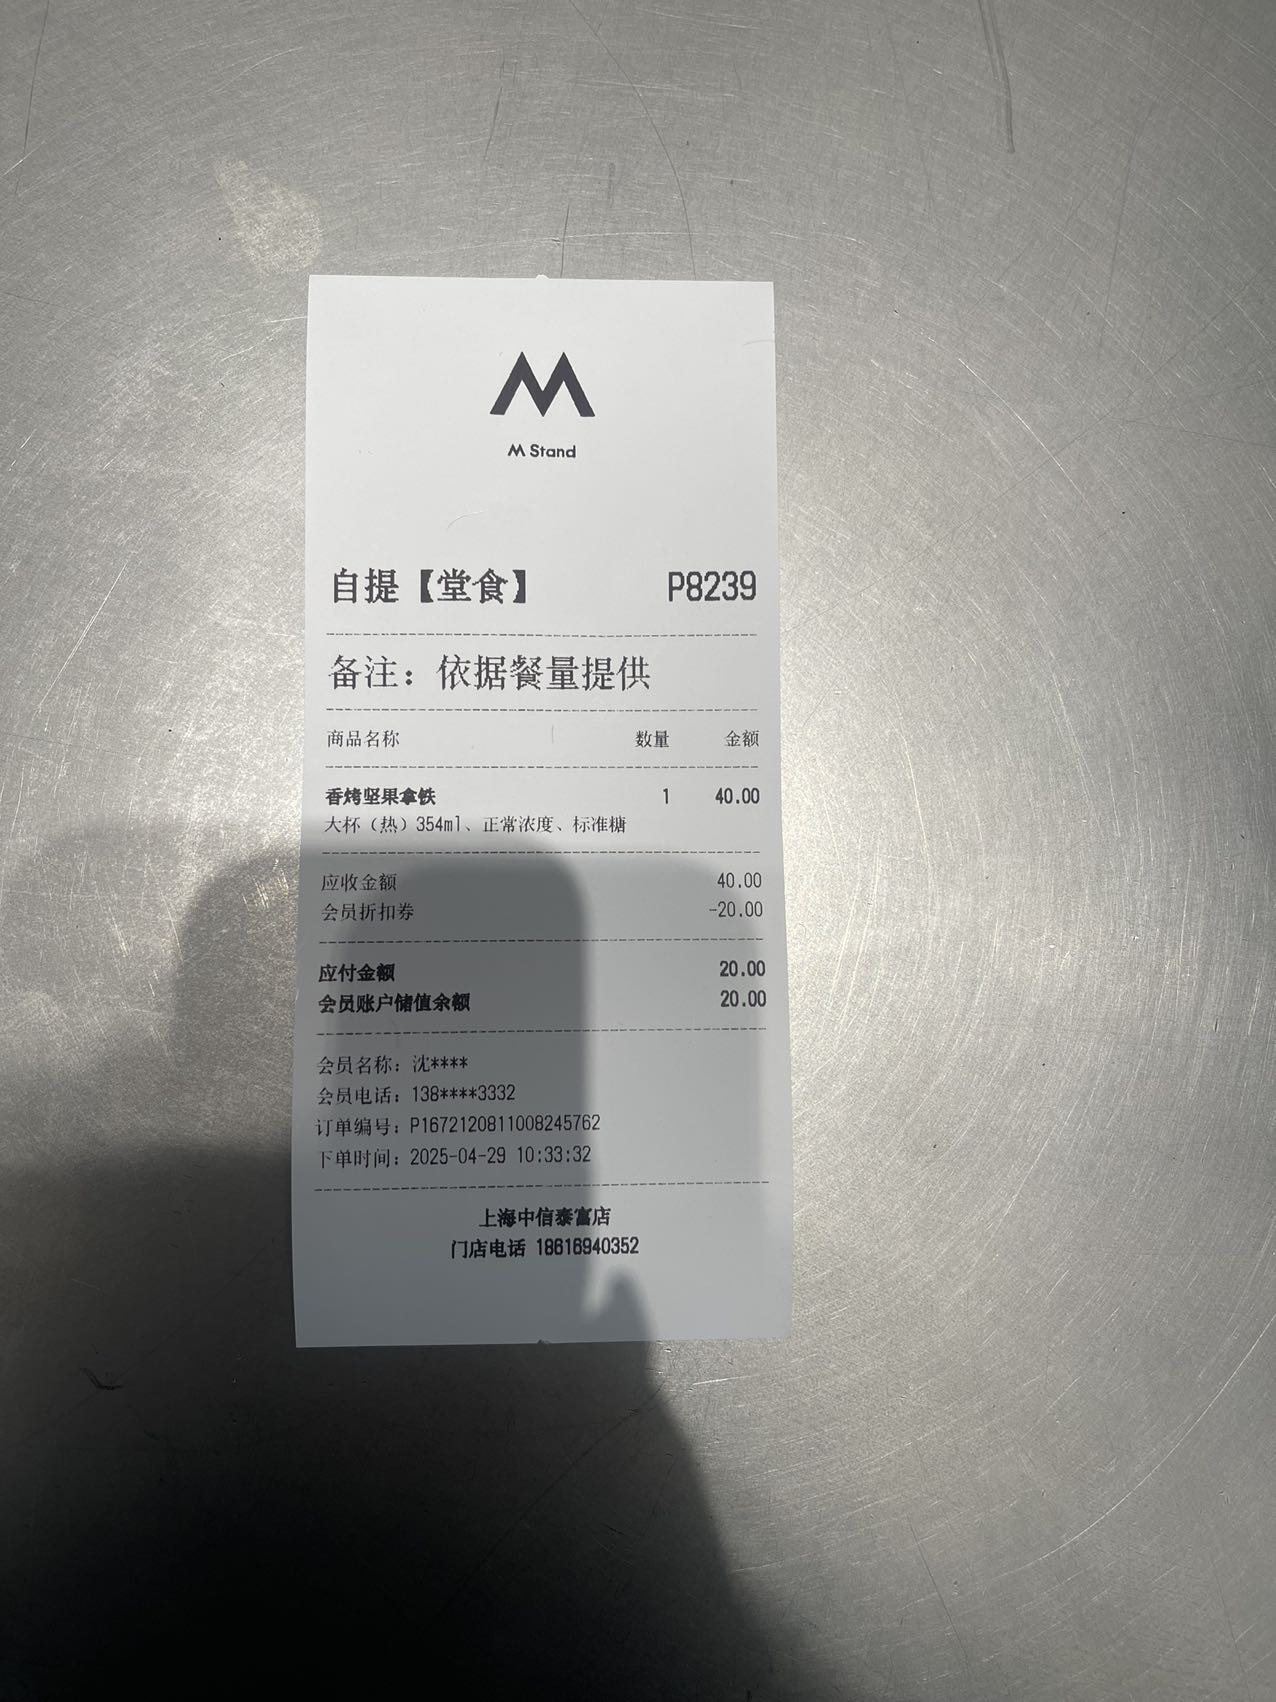 M
M Stand
自提【堂食】 P8239
备注：依据餐量提供
商品名称 数量 金额
香烤坚果拿铁 1 40.00
大杯（热）354ml、正常浓度、标准糖
应收金额 40.00
会员折扣券 -20.00
应付金额 20.00
会员账户储值余额 20.00
会员名称：沈****
会员电话：138****3332
订单编号：P1672120811008245762
下单时间：2025-04-29 10:33:32
上海中信泰富店
门店电话 18616940352